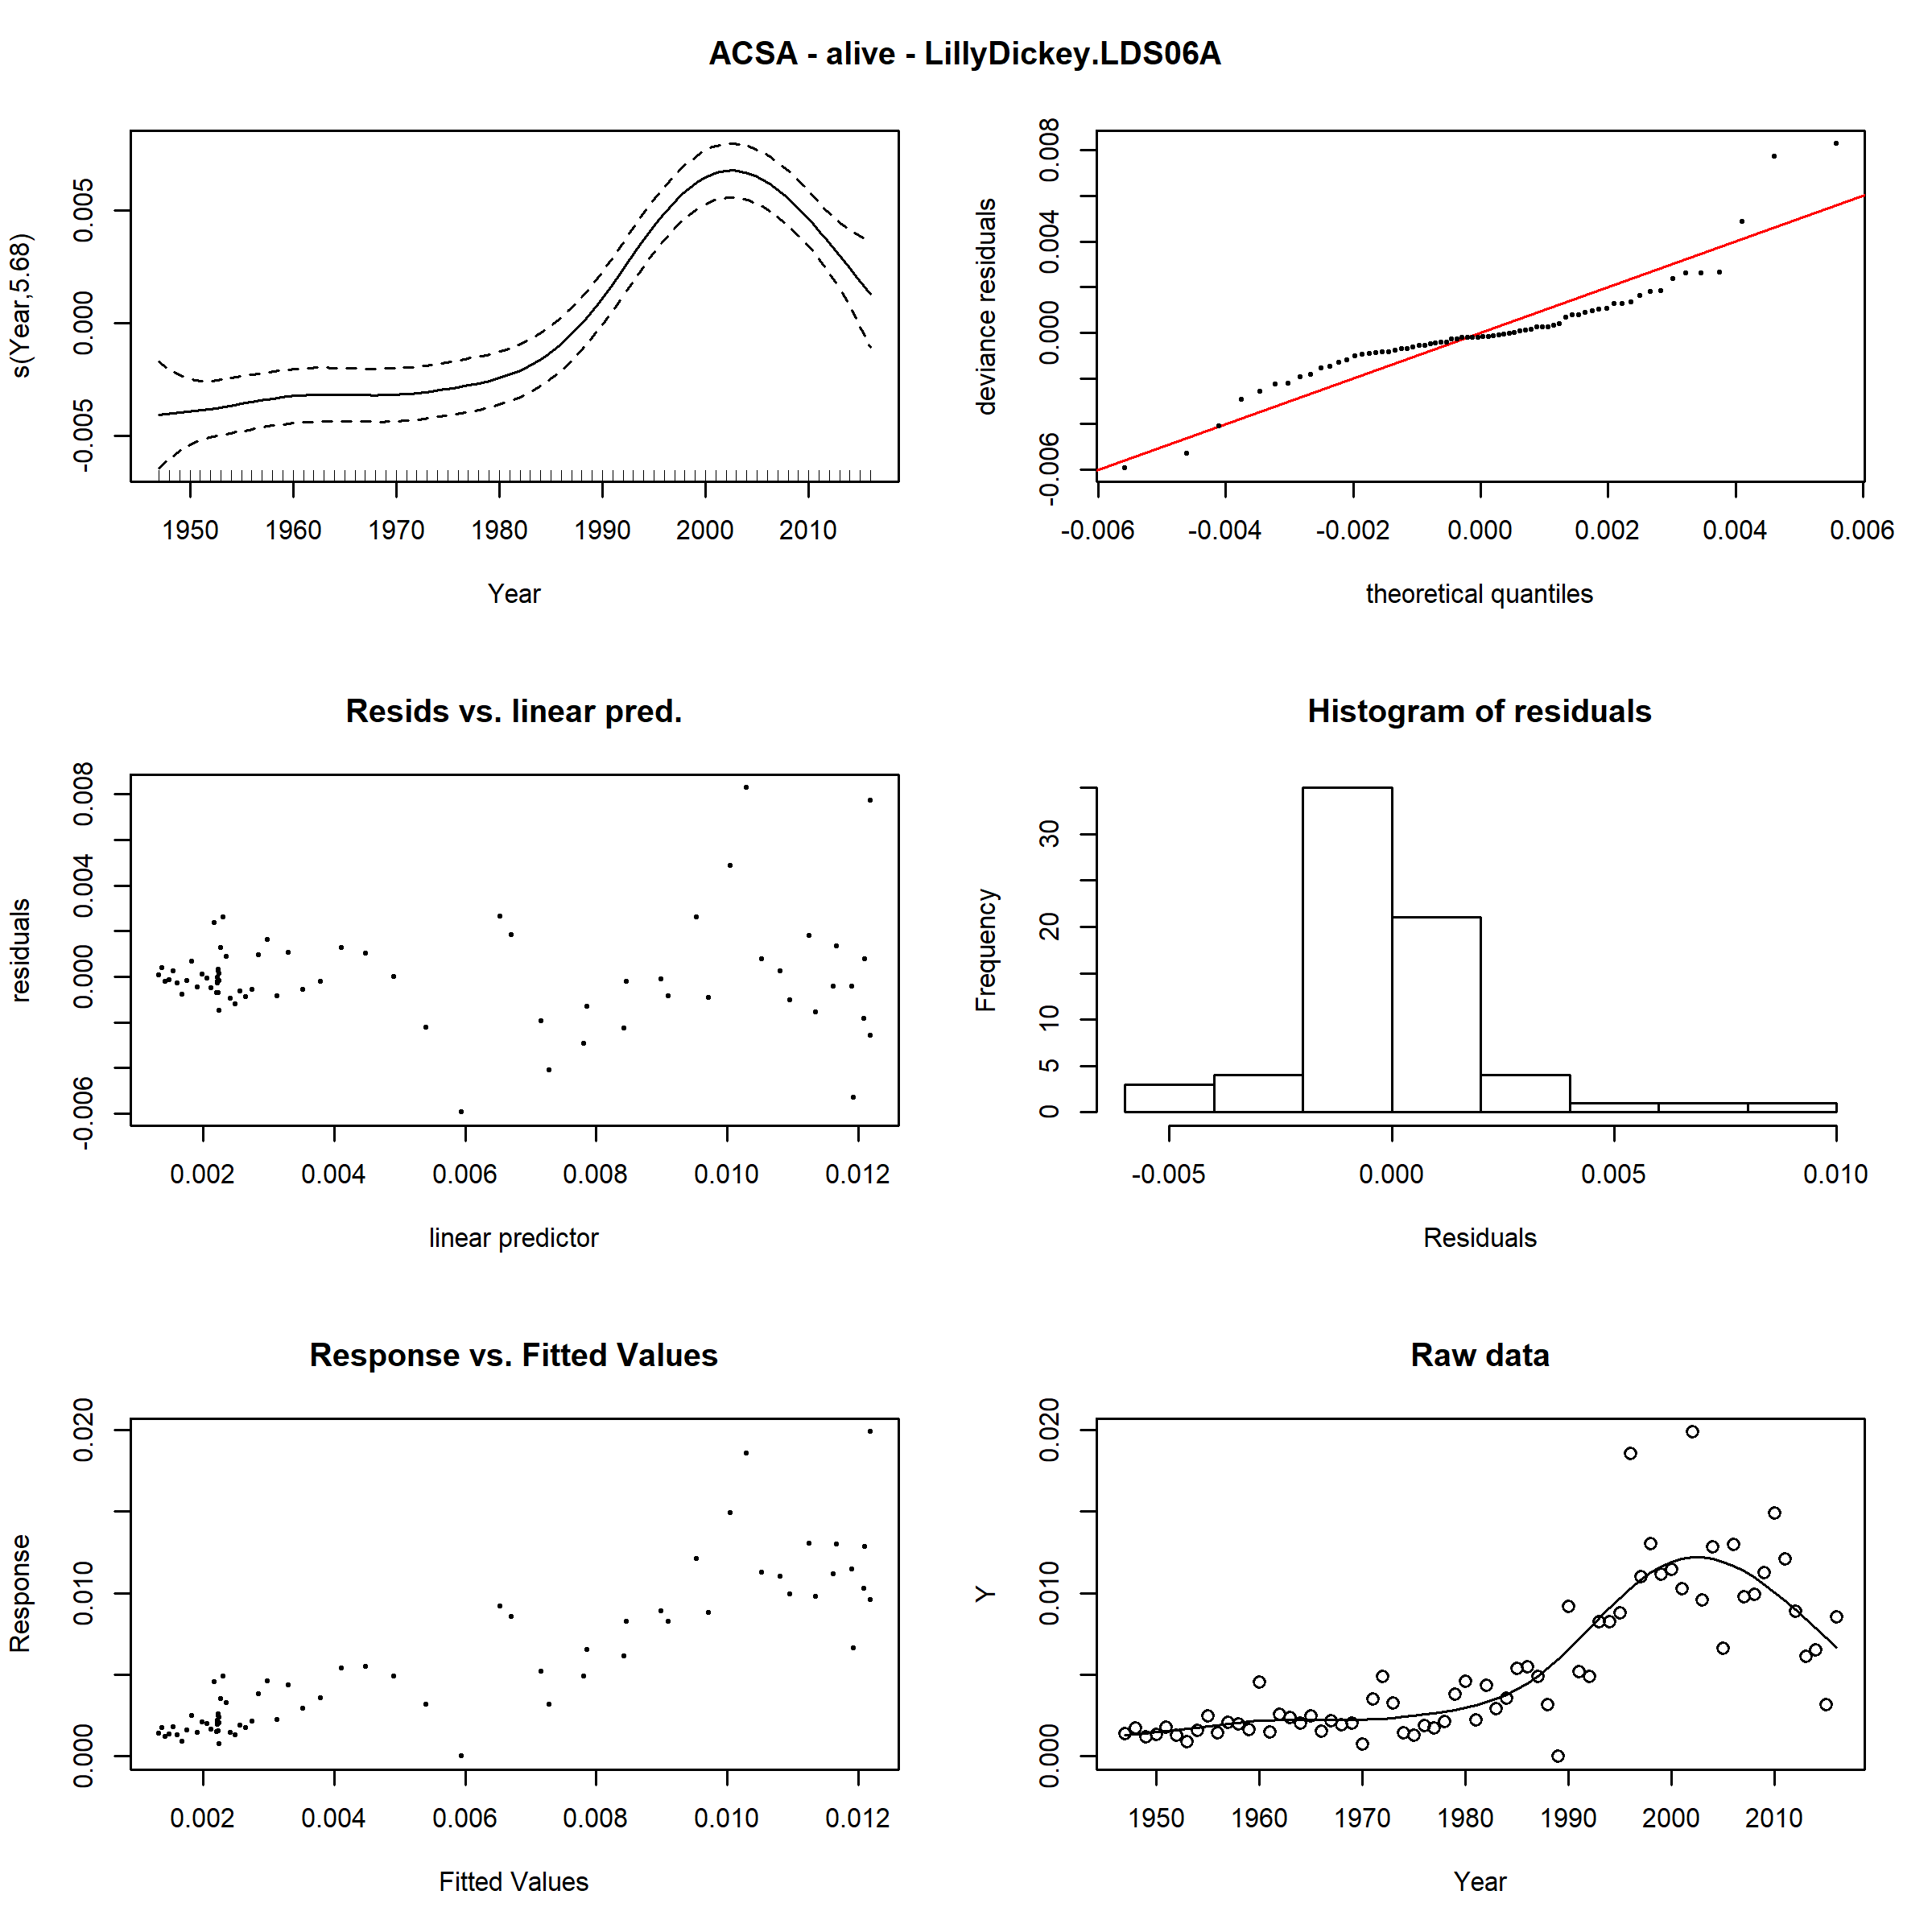 ACSA - alive - LillyDickey.LDS06A
s(Year,5.68)
-0.005 0.000 0.005
1950 1960 1970 1980 1990 2000 2010
Year
deviance residuals
-0.006 0.000 0.004 0.008
-0.006 -0.004 -0.002 0.000 0.002 0.004 0.006
theoretical quantiles
Resids vs. linear pred.
residuals
-0.006 0.000 0.004 0.008
0.002 0.004 0.006 0.008 0.010 0.012
linear predictor
Histogram of residuals
Frequency
0 5 10 20 30
-0.005 0.000 0.005 0.010
Residuals
Response vs. Fitted Values
Response
0.000 0.010 0.020
0.002 0.004 0.006 0.008 0.010 0.012
Fitted Values
Raw data
Y
0.000 0.010 0.020
1950 1960 1970 1980 1990 2000 2010
Year